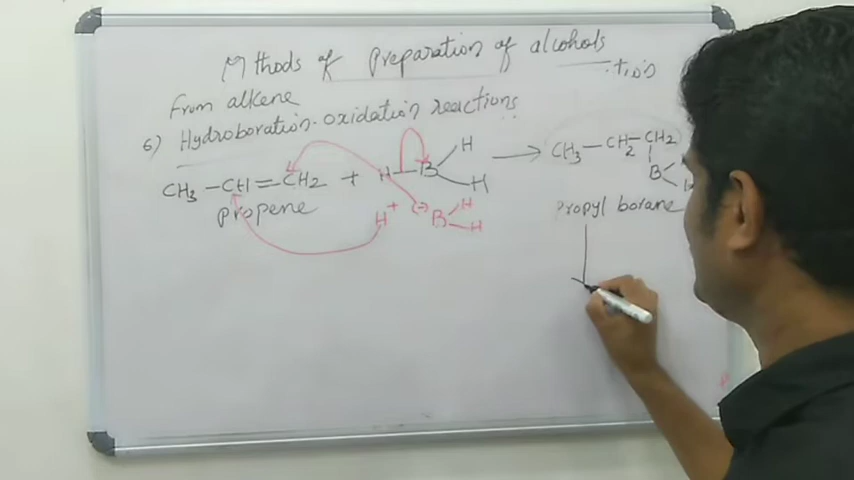 Mthods of Preparation of alcohols
From alkene
6) Hydroboration-oxidation reactions
CH3 – CH = CH2 + H – B H H → CH3 – CH2 – CH2 B
Propene H+ (-) B H H Propyl borane